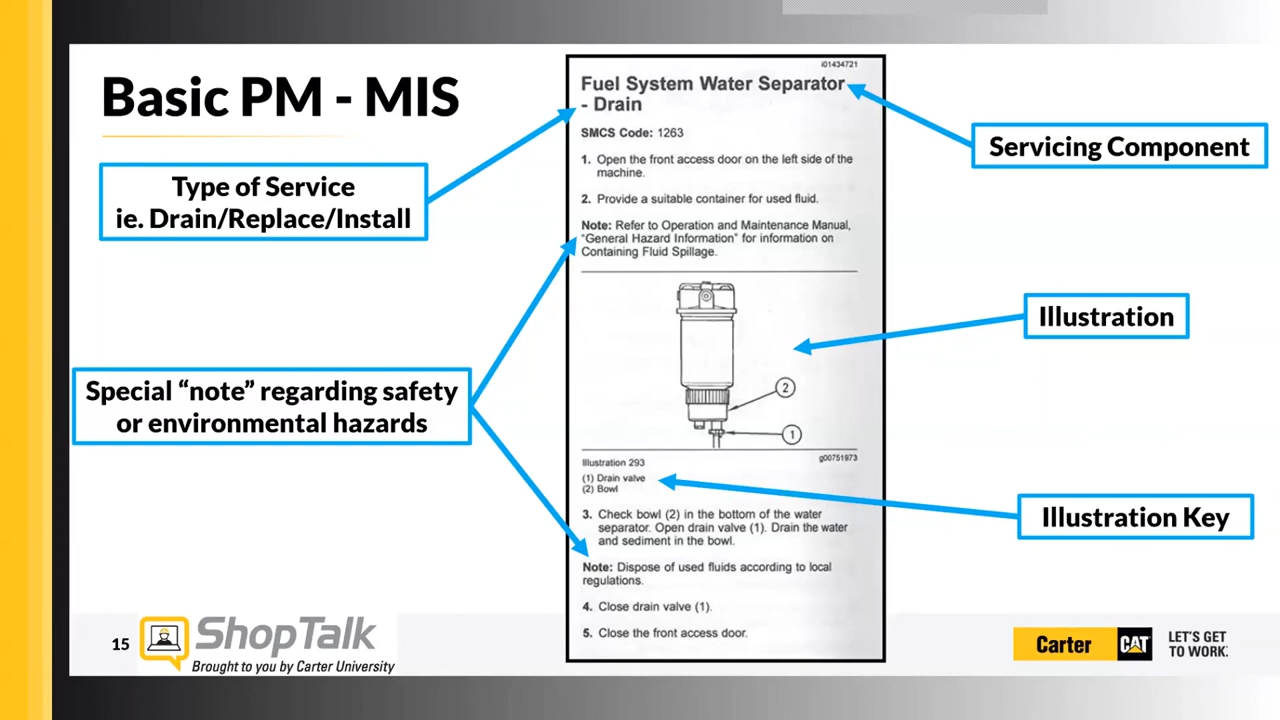 Basic PM - MIS
Type of Service
ie. Drain/Replace/Install
Special “note” regarding safety
or environmental hazards
i01434721
Fuel System Water Separator
- Drain
SMCS Code: 1263
1. Open the front access door on the left side of the
machine.
2. Provide a suitable container for used fluid.
Note: Refer to Operation and Maintenance Manual,
"General Hazard Information" for information on
Containing Fluid Spillage.
2
1
Illustration 293
g00751973
(1) Drain valve
(2) Bowl
3. Check bowl (2) in the bottom of the water
separator. Open drain valve (1). Drain the water
and sediment in the bowl.
Note: Dispose of used fluids according to local
regulations.
4. Close drain valve (1).
5. Close the front access door.
Servicing Component
Illustration
Illustration Key
15
ShopTalk
Brought to you by Carter University
Carter
CAT
LET'S GET
TO WORK.